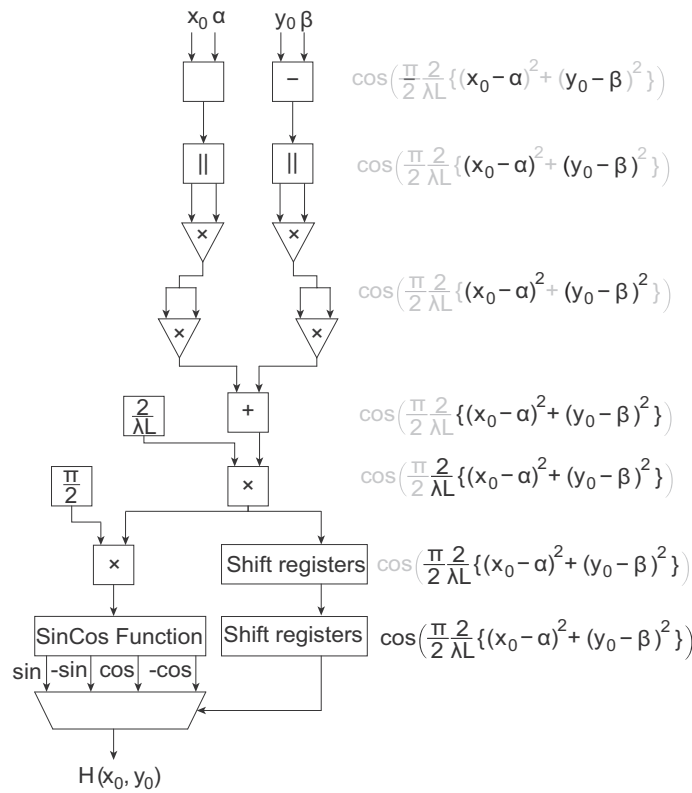 x₀ α y₀ β
− cos(π/2 2/λL {(x₀ − α)² + (y₀ − β)²})
|| || cos(π/2 2/λL {(x₀ − α)² + (y₀ − β)²})
× ×
cos(π/2 2/λL {(x₀ − α)² + (y₀ − β)²})
× ×
2/λL + cos(π/2 2/λL {(x₀ − α)² + (y₀ − β)²})
π/2 × cos(π/2 2/λL {(x₀ − α)² + (y₀ − β)²})
× Shift registers cos(π/2 2/λL {(x₀ − α)² + (y₀ − β)²})
SinCos Function Shift registers cos(π/2 2/λL {(x₀ − α)² + (y₀ − β)²})
sin -sin cos -cos
H(x₀, y₀)